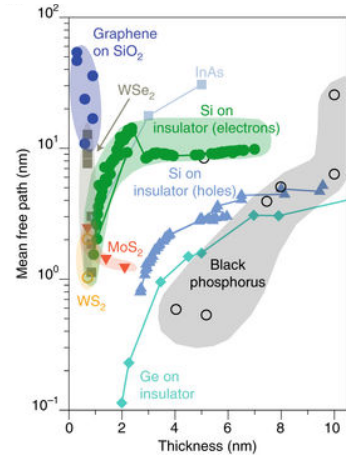 10²
Graphene
on SiO₂
InAs
WSe₂
Si on
insulator (electrons)
10¹
Si on
insulator (holes)
Mean free path (nm)
MoS₂
10⁰
Black
phosphorus
WS₂
Ge on
insulator
10⁻¹
0 2 4 6 8 10
Thickness (nm)